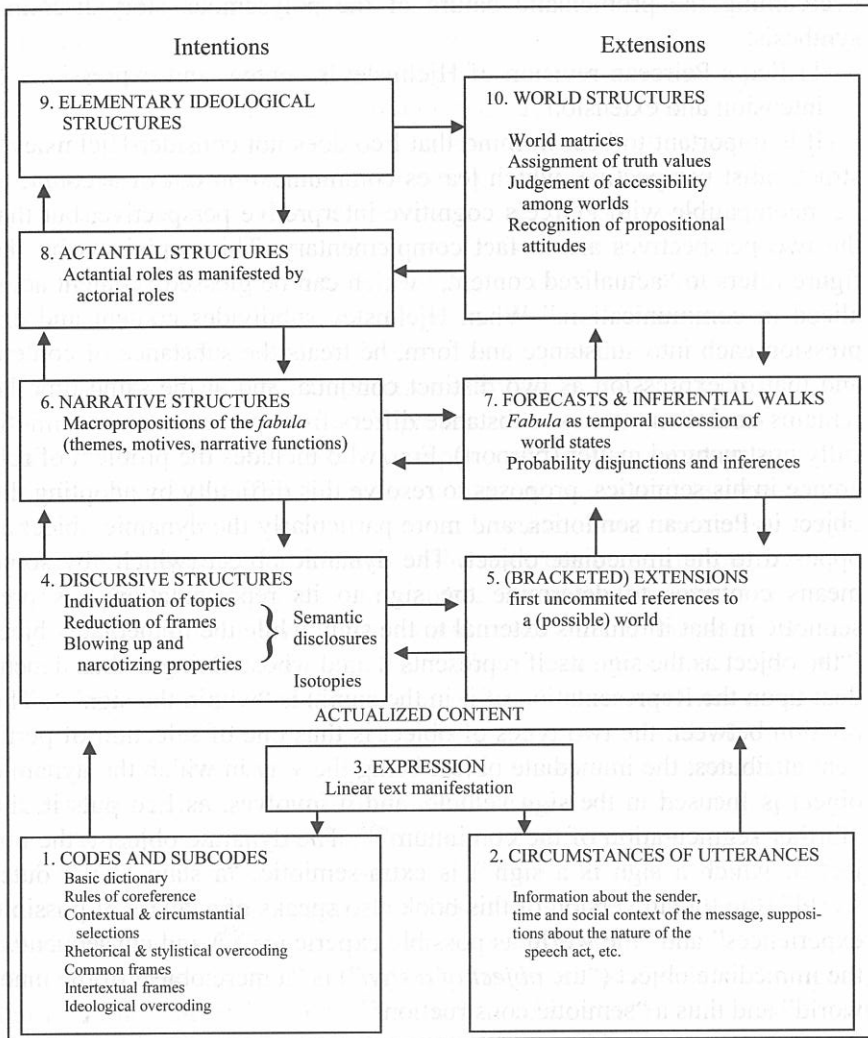 Intentions
Extensions
9. ELEMENTARY IDEOLOGICAL
STRUCTURES
10. WORLD STRUCTURES
World matrices
Assignment of truth values
Judgement of accessibility
among worlds
Recognition of propositional
attitudes
8. ACTANTIAL STRUCTURES
Actantial roles as manifested by
actorial roles
6. NARRATIVE STRUCTURES
Macropropositions of the fabula
(themes, motives, narrative functions)
7. FORECASTS & INFERENTIAL WALKS
Fabula as temporal succession of
world states
Probability disjunctions and inferences
4. DISCURSIVE STRUCTURES
Individuation of topics
Reduction of frames
Blowing up and
narcotizing properties
Semantic
disclosures
Isotopies
5. (BRACKETED) EXTENSIONS
first uncommitted references to
a (possible) world
ACTUALIZED CONTENT
3. EXPRESSION
Linear text manifestation
1. CODES AND SUBCODES
Basic dictionary
Rules of coreference
Contextual & circumstantial
selections
Rhetorical & stylistical overcoding
Common frames
Intertextual frames
Ideological overcoding
2. CIRCUMSTANCES OF UTTERANCES
Information about the sender,
time and social context of the message, supposi-
tions about the nature of the
speech act, etc.